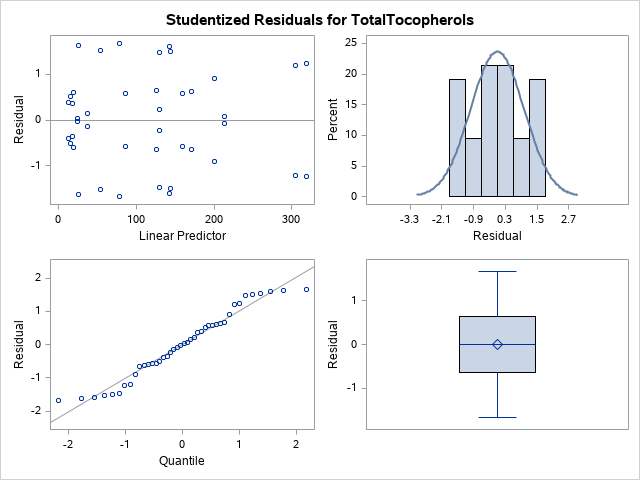 Studentized Residuals for TotalTocopherols
Residual
1
0
-1
0 100 200 300
Linear Predictor
Percent
25
20
15
10
5
0
-3.3 -2.1 -0.9 0.3 1.5 2.7
Residual
Residual
2
1
0
-1
-2
-2 -1 0 1 2
Quantile
Residual
1
0
-1